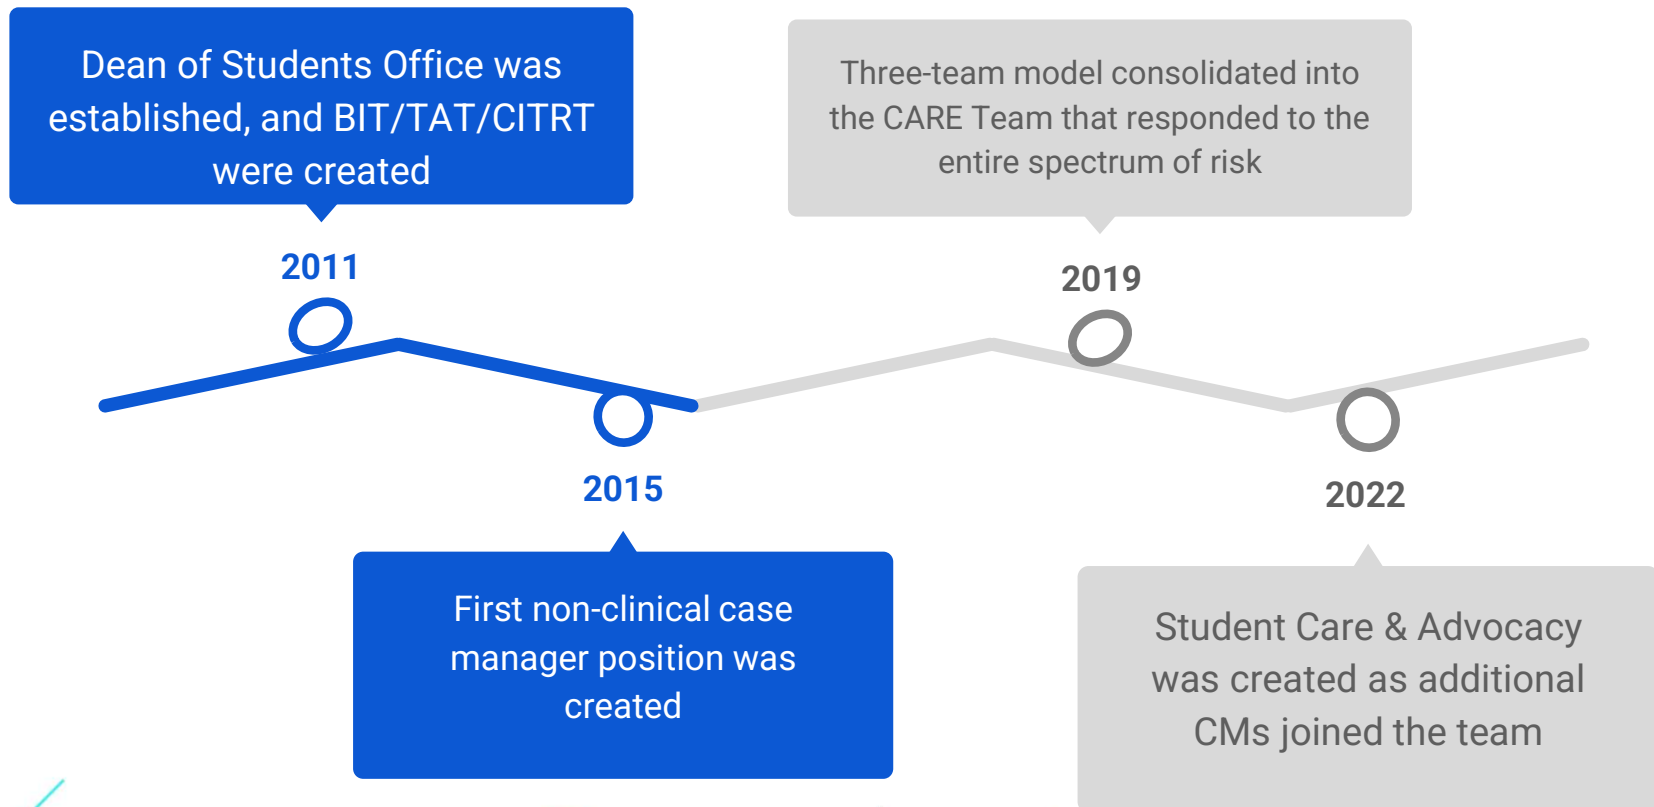 Dean of Students Office was
established, and BIT/TAT/CITRT
were created
2011
Three-team model consolidated into
the CARE Team that responded to the
entire spectrum of risk
2019
2015
First non-clinical case
manager position was
created
2022
Student Care & Advocacy
was created as additional
CMs joined the team